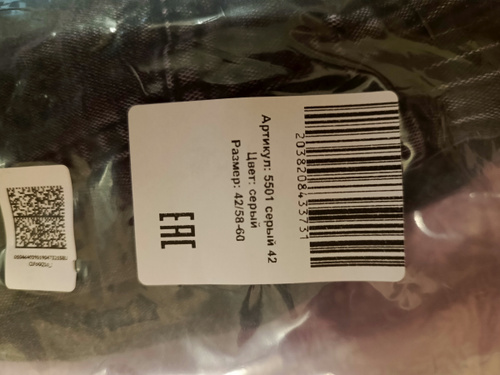 2038208433731
Артикул: 5501 серый 42
Цвет: серый
Размер: 42/58-60
EAC